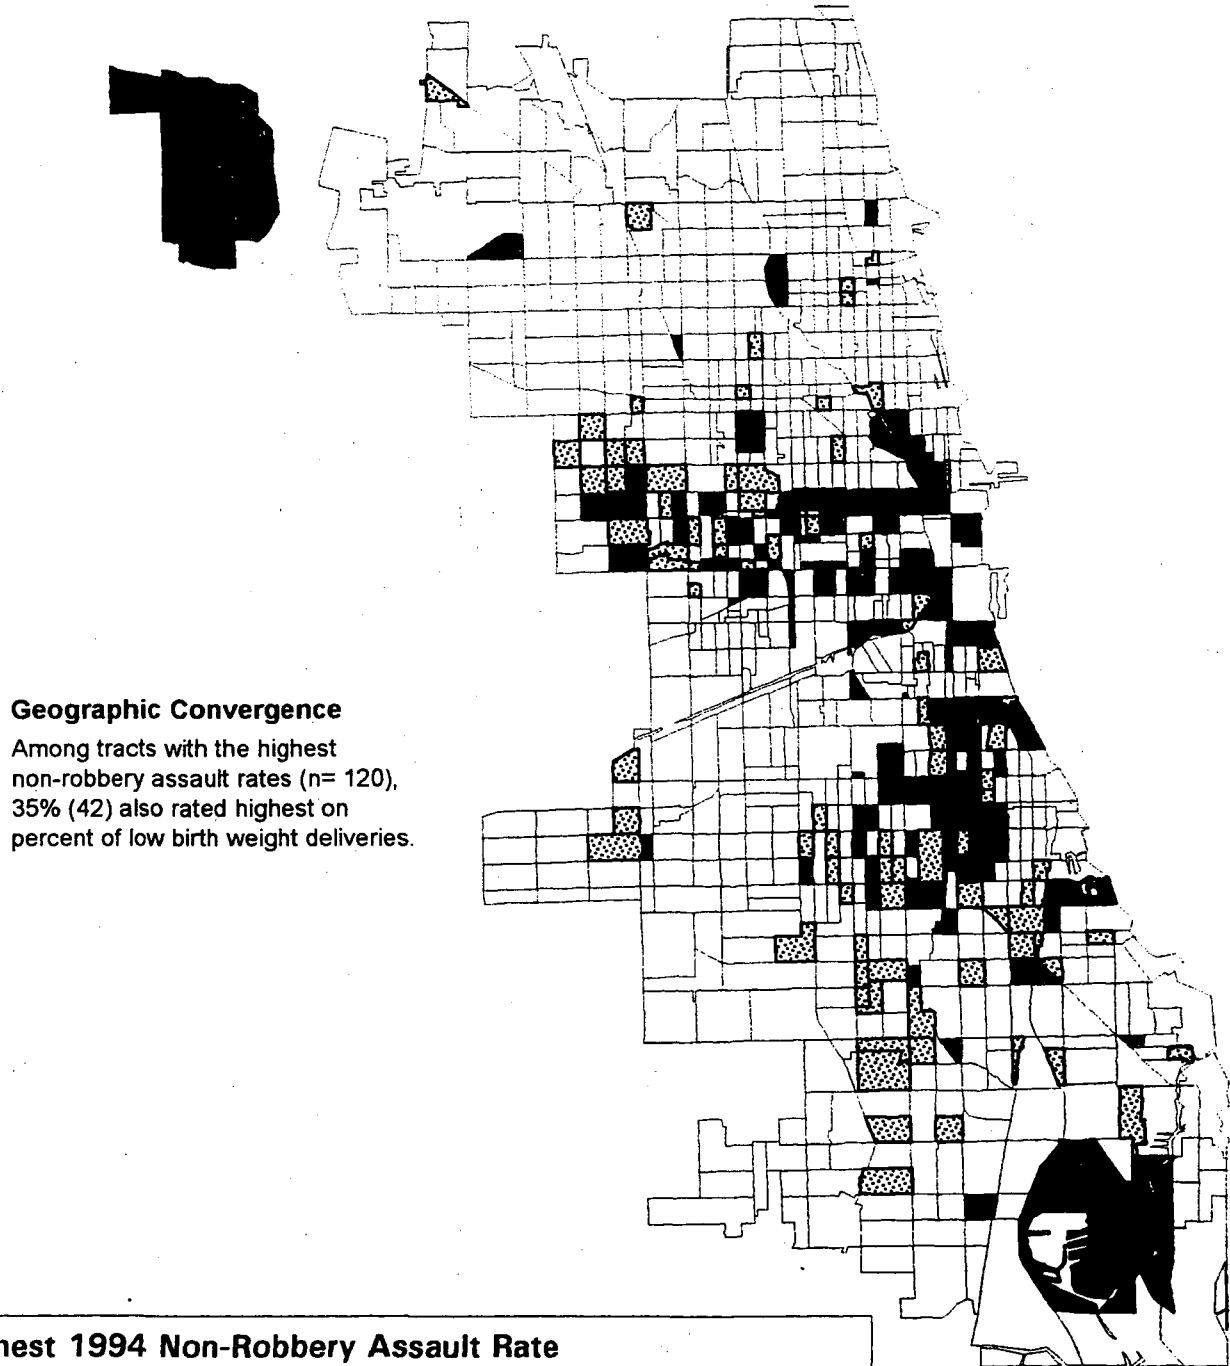 Geographic Convergence
Among tracts with the highest
non-robbery assault rates (n= 120),
35% (42) also rated highest on
percent of low birth weight deliveries.
1994 Non-Robbery Assault Rate